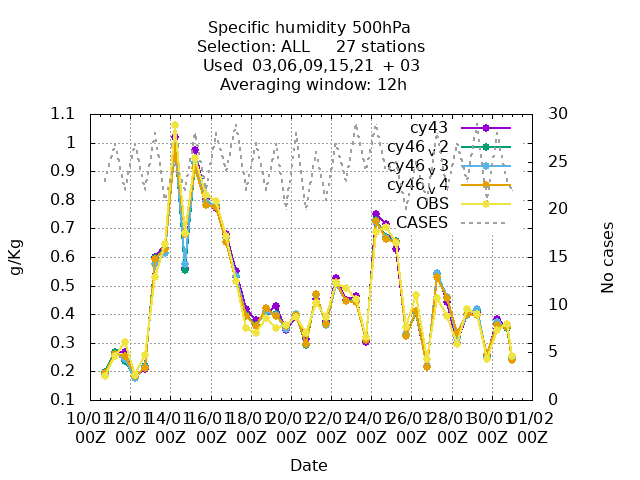 Specific humidity 500hPa
Selection: ALL 27 stations
Used 03,06,09,15,21 + 03
Averaging window: 12h
1.1
1
0.9
0.8
0.7
0.6
0.5
0.4
0.3
0.2
0.1
g/Kg
30
25
20
15
10
5
0
No cases
cy43
cy46_v2
cy46_v3
cy46_v4
OBS
CASES
10/01 12/01 14/01 16/01 18/01 20/01 22/01 24/01 26/01 28/01 30/01 01/02
00Z 00Z 00Z 00Z 00Z 00Z 00Z 00Z 00Z 00Z 00Z 00Z
Date